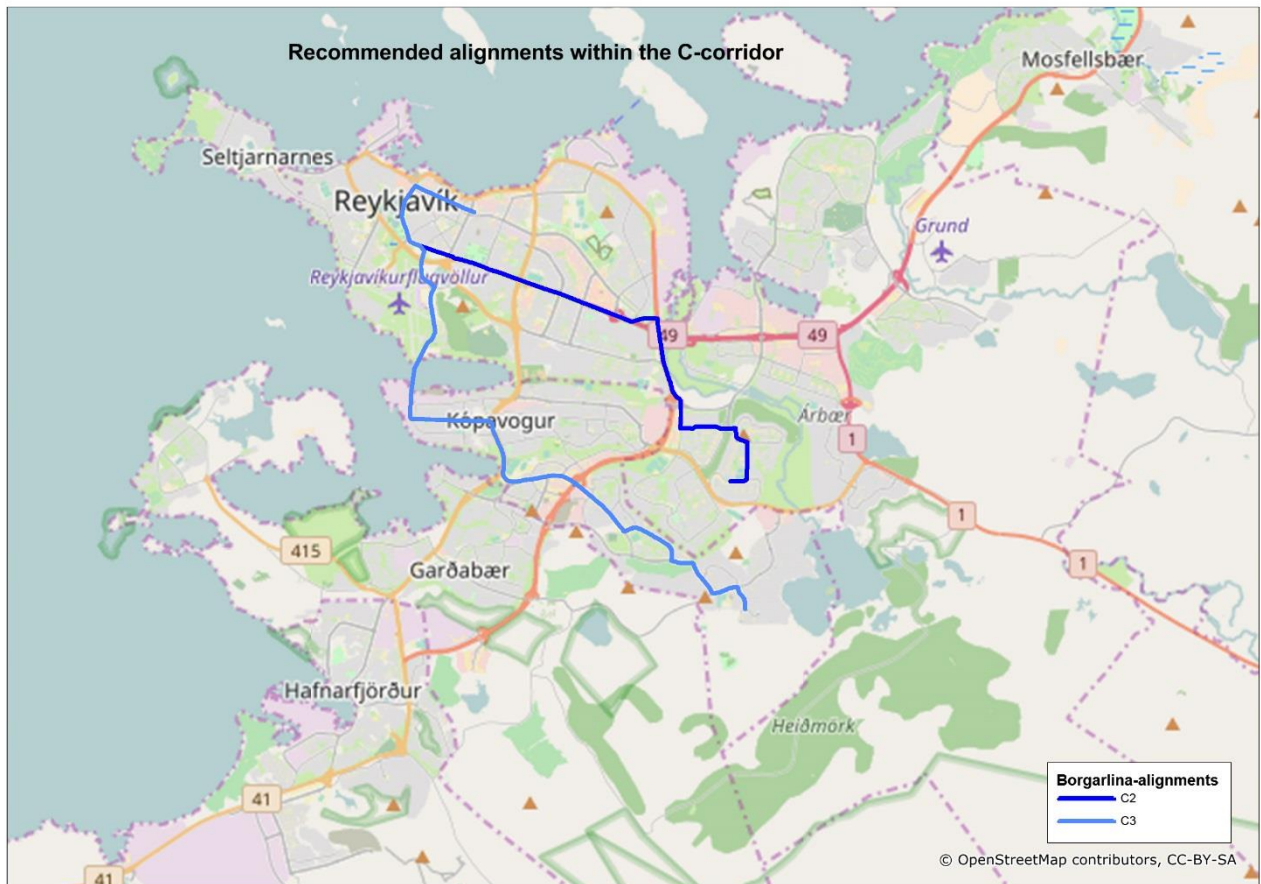 Recommended alignments within the C-corridor
Mosfellsbær
Seltjarnarnes
Reykjavík
Grund
Reykjavíkurflugvöllur
49
49
Kópavogur
Árbær
1
1
1
415
Garðabær
Hafnarfjörður
Heiðmörk
41
41
Borgarlina-alignments
C2
C3
© OpenStreetMap contributors, CC-BY-SA